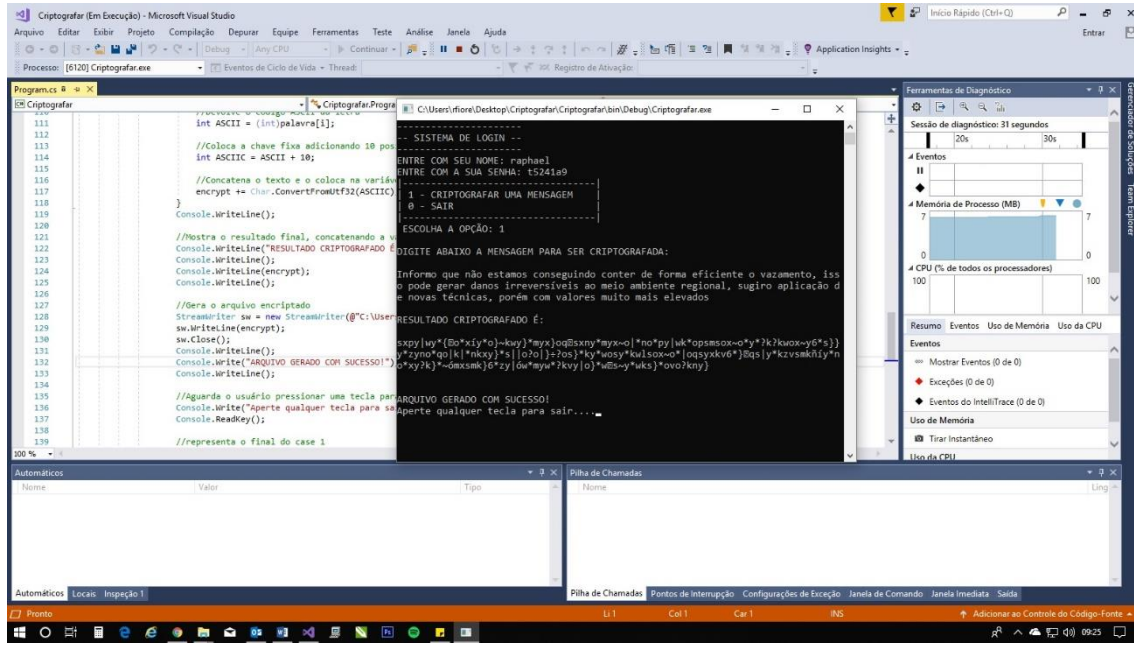 Criptografar (Em Execução) - Microsoft Visual Studio
Início Rápido (Ctrl+Q)
Arquivo Editar Exibir Projeto Compilação Depurar Equipe Ferramentas Teste Análise Janela Ajuda
Entrar
Debug Any CPU Continuar Application Insights
Processo: [6120] Criptografar.exe Eventos de Ciclo de Vida Thread: Registro de Ativação:
Program.cs
Criptografar Criptografar.Progra
111 int ASCII = (int)palavra[i];
112
113 //Coloca a chave fixa adicionando 10 pos
114 int ASCIIC = ASCII + 10;
115
116 //Concatena o texto e o coloca na variáv
117 encrypt += Char.ConvertFromUtf32(ASCIIC)
118 }
119 Console.WriteLine();
120
121 //Mostra o resultado final, concatenando a v
122 Console.WriteLine("RESULTADO CRIPTOGRAFADO É
123 Console.WriteLine();
124 Console.WriteLine(encrypt);
125 Console.WriteLine();
126
127 //Gera o arquivo encriptado
128 StreamWriter sw = new StreamWriter(@"C:\User
129 sw.WriteLine(encrypt);
130 sw.Close();
131 Console.WriteLine();
132 Console.Write("ARQUIVO GERADO COM SUCESSO!")
133 Console.WriteLine();
134
135 //Aguarda o usuário pressionar uma tecla par
136 Console.Write("Aperte qualquer tecla para sa
137 Console.ReadKey();
138
139 //representa o final do case 1
100 %
C:\Users\rfiore\Desktop\Criptografar\Criptografar\bin\Debug\Criptografar.exe
-- SISTEMA DE LOGIN --
ENTRE COM SEU NOME: raphael
ENTRE COM A SUA SENHA: t5241a9
| 1 - CRIPTOGRAFAR UMA MENSAGEM |
| 0 - SAIR |
ESCOLHA A OPÇÃO: 1
DIGITE ABAIXO A MENSAGEM PARA SER CRIPTOGRAFADA:
Informo que não estamos conseguindo conter de forma eficiente o vazamento, iss
o pode gerar danos irreversíveis ao meio ambiente regional, sugiro aplicação d
e novas técnicas, porém com valores muito mais elevados
RESULTADO CRIPTOGRAFADO É:
ARQUIVO GERADO COM SUCESSO!
Aperte qualquer tecla para sair....
Ferramentas de Diagnóstico
Sessão de diagnóstico: 31 segundos
20s 30s
Eventos
Memória de Processo (MB)
7 7
0 0
CPU (% de todos os processadores)
100 100
Resumo Eventos Uso de Memória Uso da CPU
Eventos
Mostrar Eventos (0 de 0)
Exceções (0 de 0)
Eventos do IntelliTrace (0 de 0)
Uso de Memória
Tirar Instantâneo
Uso da CPU
Gerenciador de Soluções
Team Explorer
Automáticos
Nome Valor Tipo
Pilha de Chamadas
Nome Ling
Automáticos Locais Inspeção 1
Pilha de Chamadas Pontos de Interrupção Configurações de Exceção Janela de Comando Janela Imediata Saída
Pronto Li 1 Col 1 Car 1 INS Adicionar ao Controle do Código-Fonte
09:25